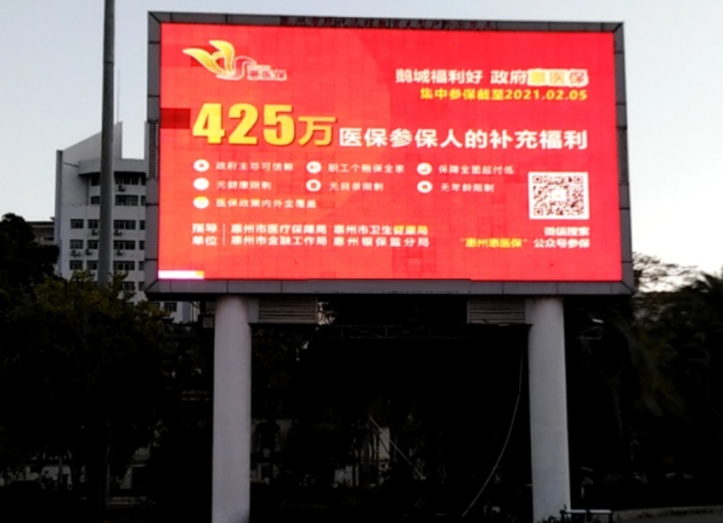 惠医保
鹅城福利好 政府惠医保
集中参保截至2021.02.05
425万医保参保人的补充福利
政府主导可信赖 职工个账保全家 保障全面起付低
无健康限制 无目录限制 无年龄限制
医保政策内外全覆盖
指导 惠州市医疗保障局 惠州市卫生健康局
单位 惠州市金融工作局 惠州银保监分局
微信搜索
“惠州惠医保”公众号参保